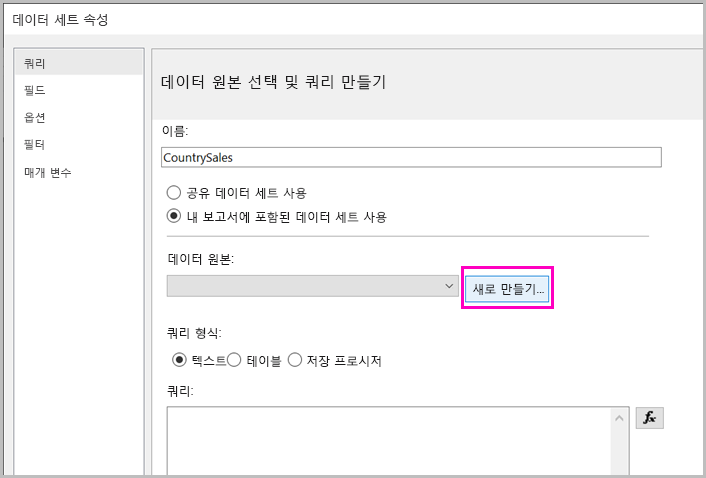 데이터 세트 속성
쿼리
필드
옵션
필터
매개 변수
데이터 원본 선택 및 쿼리 만들기
이름:
CountrySales
공유 데이터 세트 사용
내 보고서에 포함된 데이터 세트 사용
데이터 원본:
새로 만들기...
쿼리 형식:
텍스트 테이블 저장 프로시저
쿼리:
fx